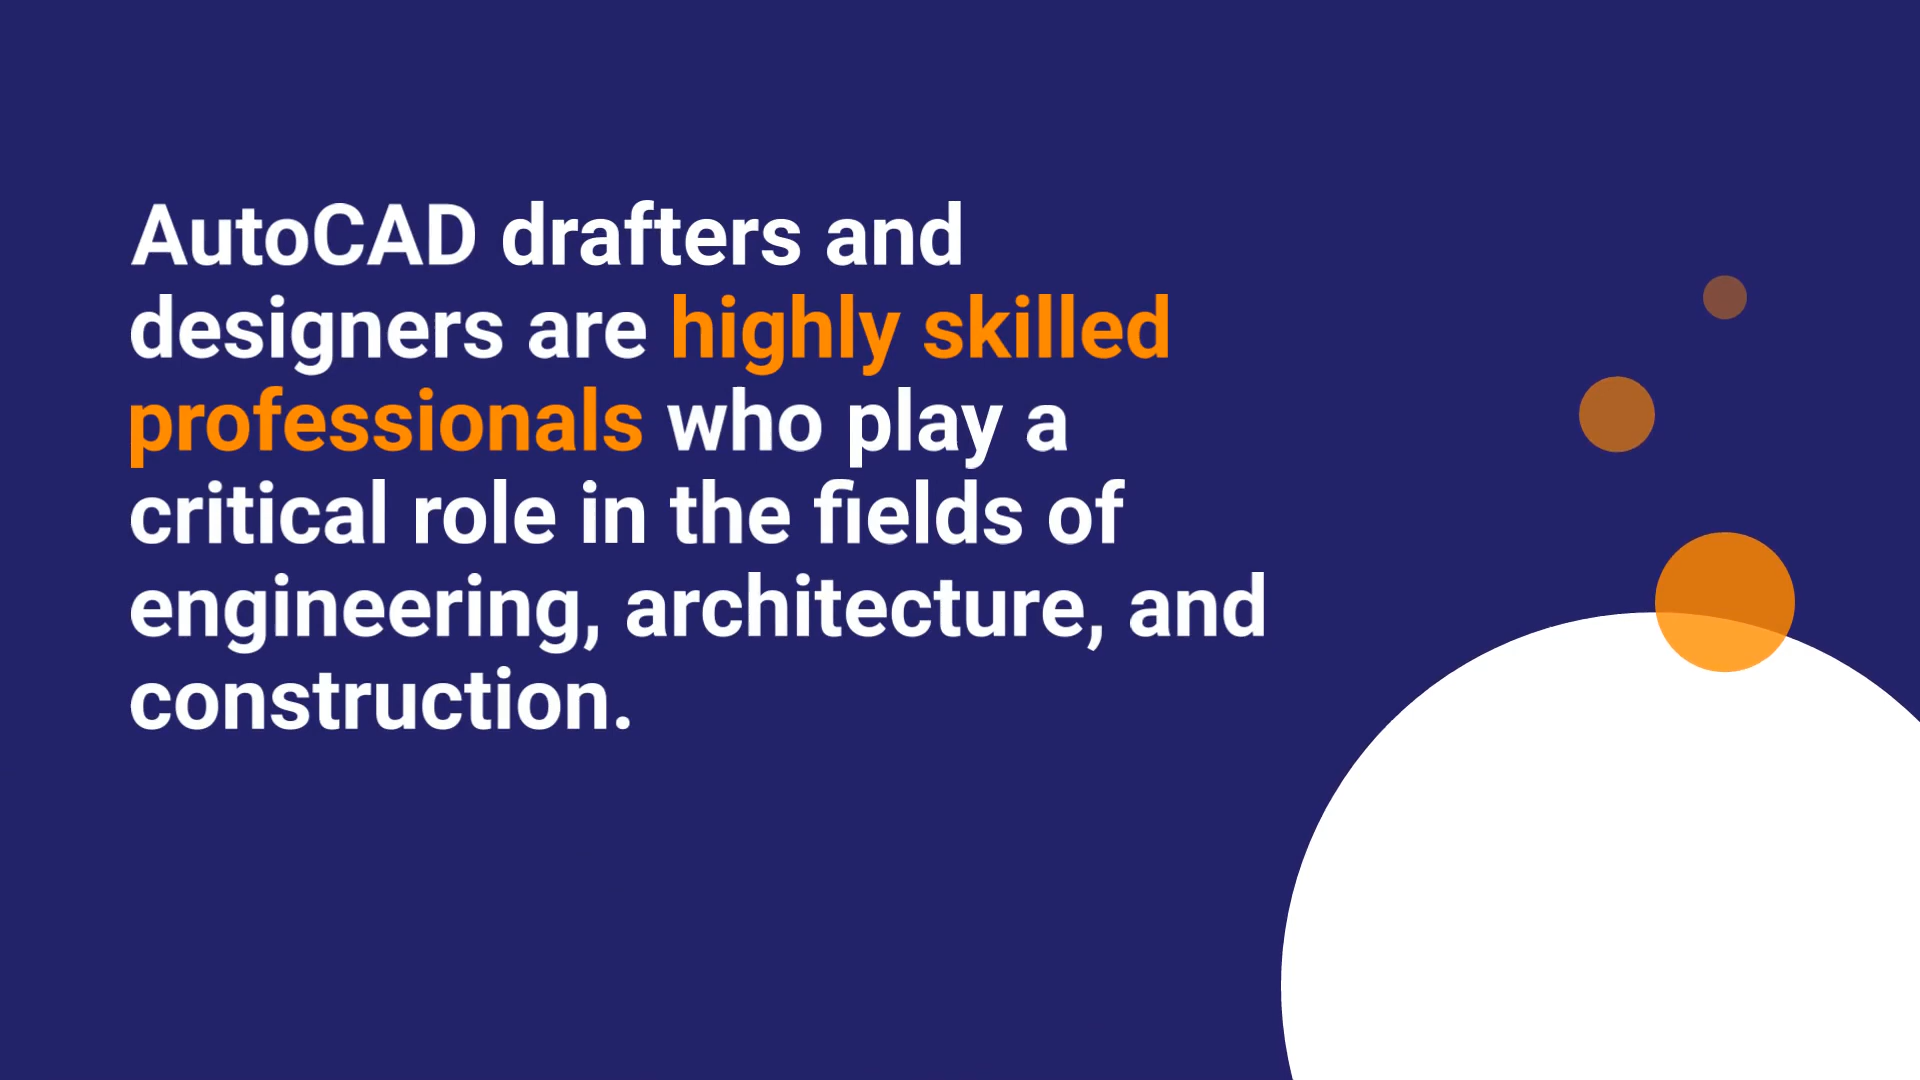 AutoCAD drafters and
designers are highly skilled
professionals who play a
critical role in the fields of
engineering, architecture, and
construction.